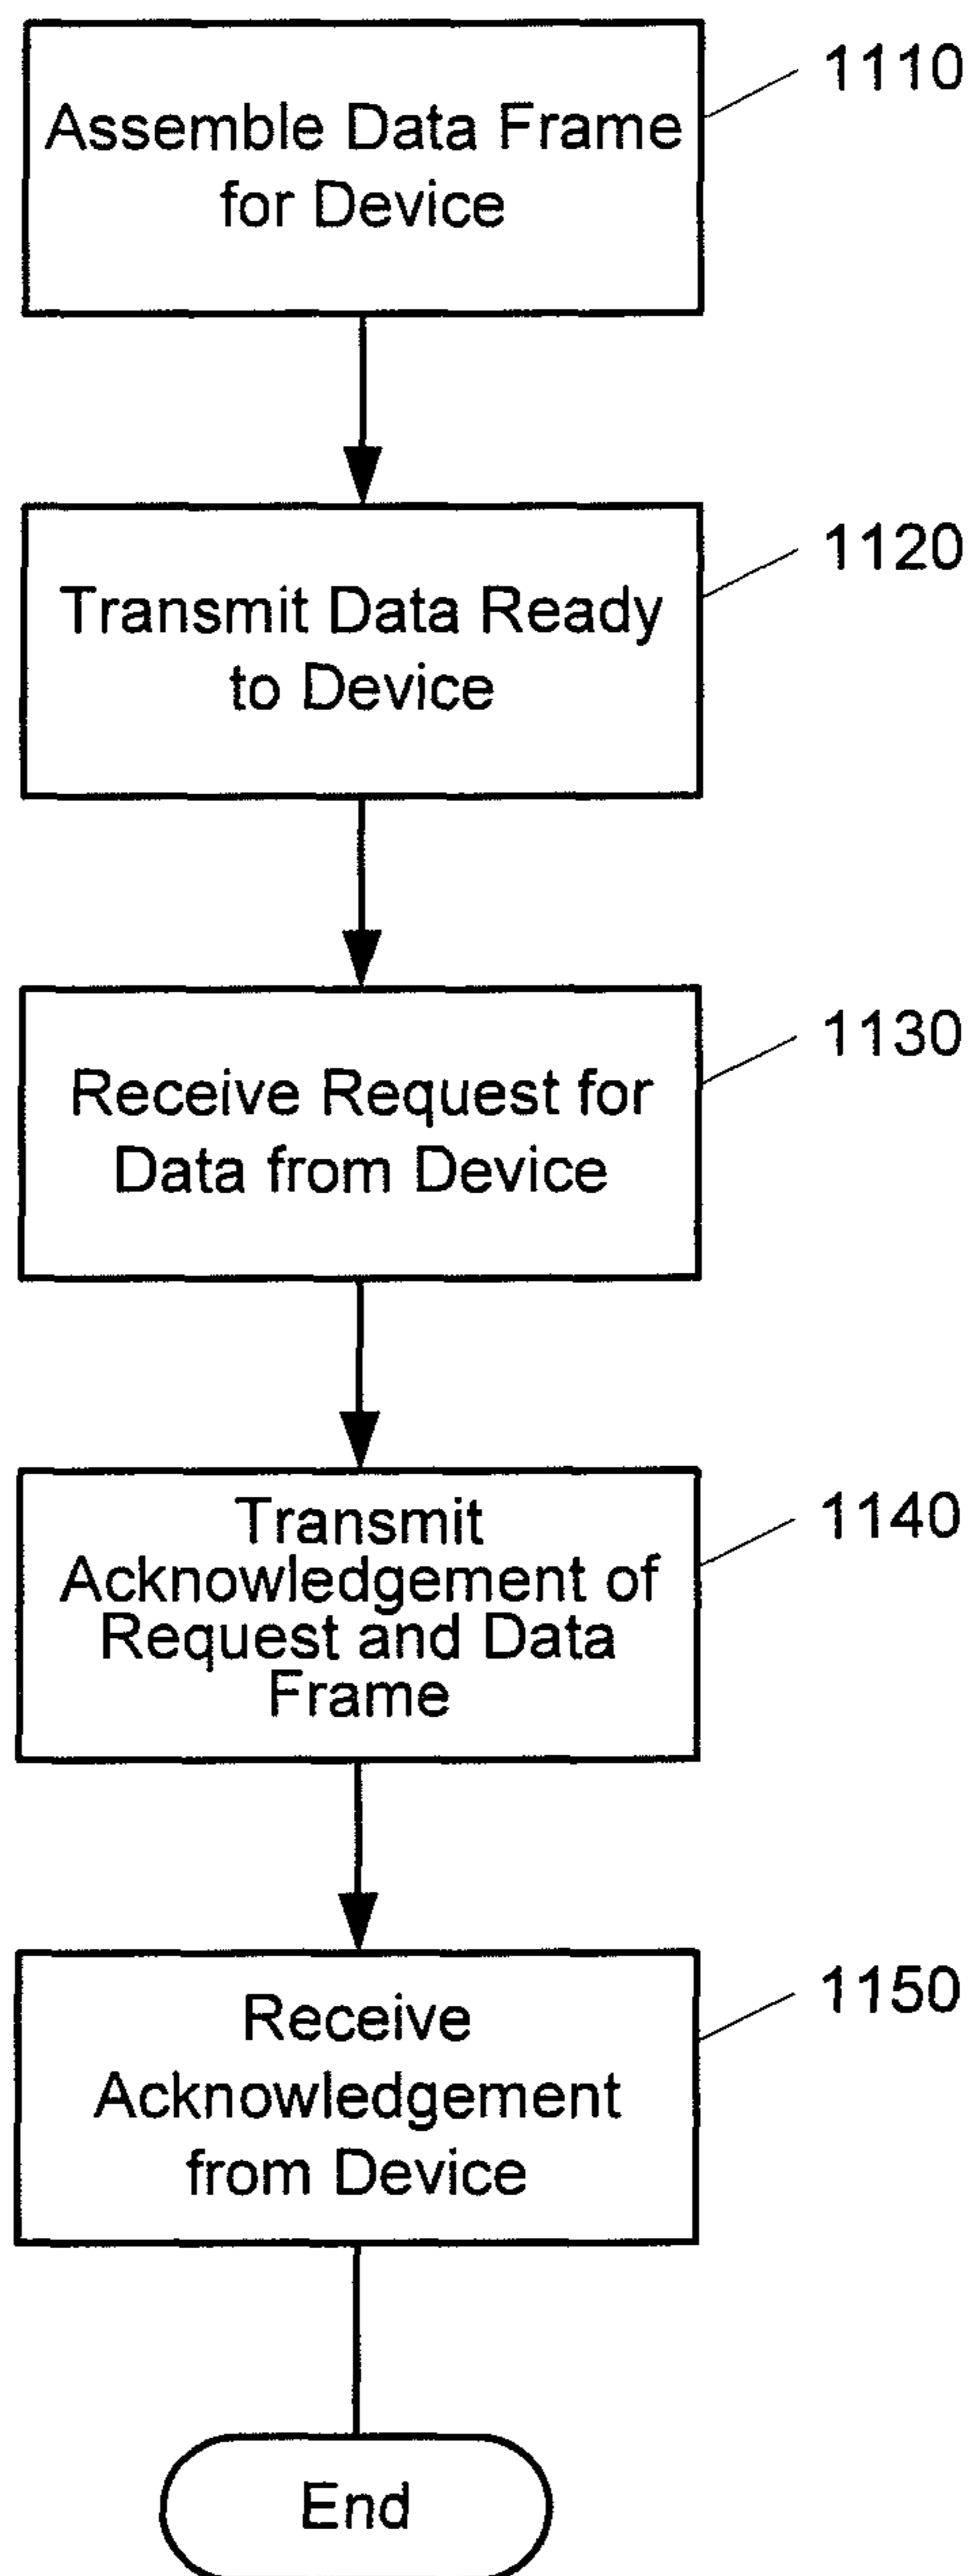 1110
Assemble Data Frame
for Device
1120
Transmit Data Ready
to Device
1130
Receive Request for
Data from Device
1140
Transmit
Acknowledgement of
Request and Data
Frame
1150
Receive
Acknowledgement
from Device
End